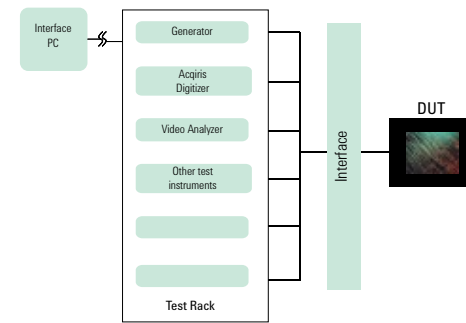 Interface
PC
Generator
Acqiris
Digitizer
Video Analyzer
Other test
instruments
Test Rack
Interface
DUT